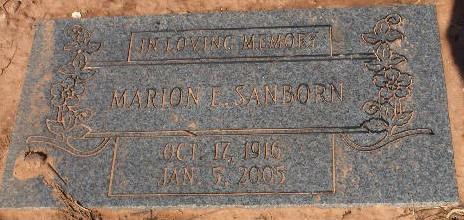 IN LOVING MEMORY
MARION E. SANBORN
OCT. 17, 1916
JAN. 5, 2005